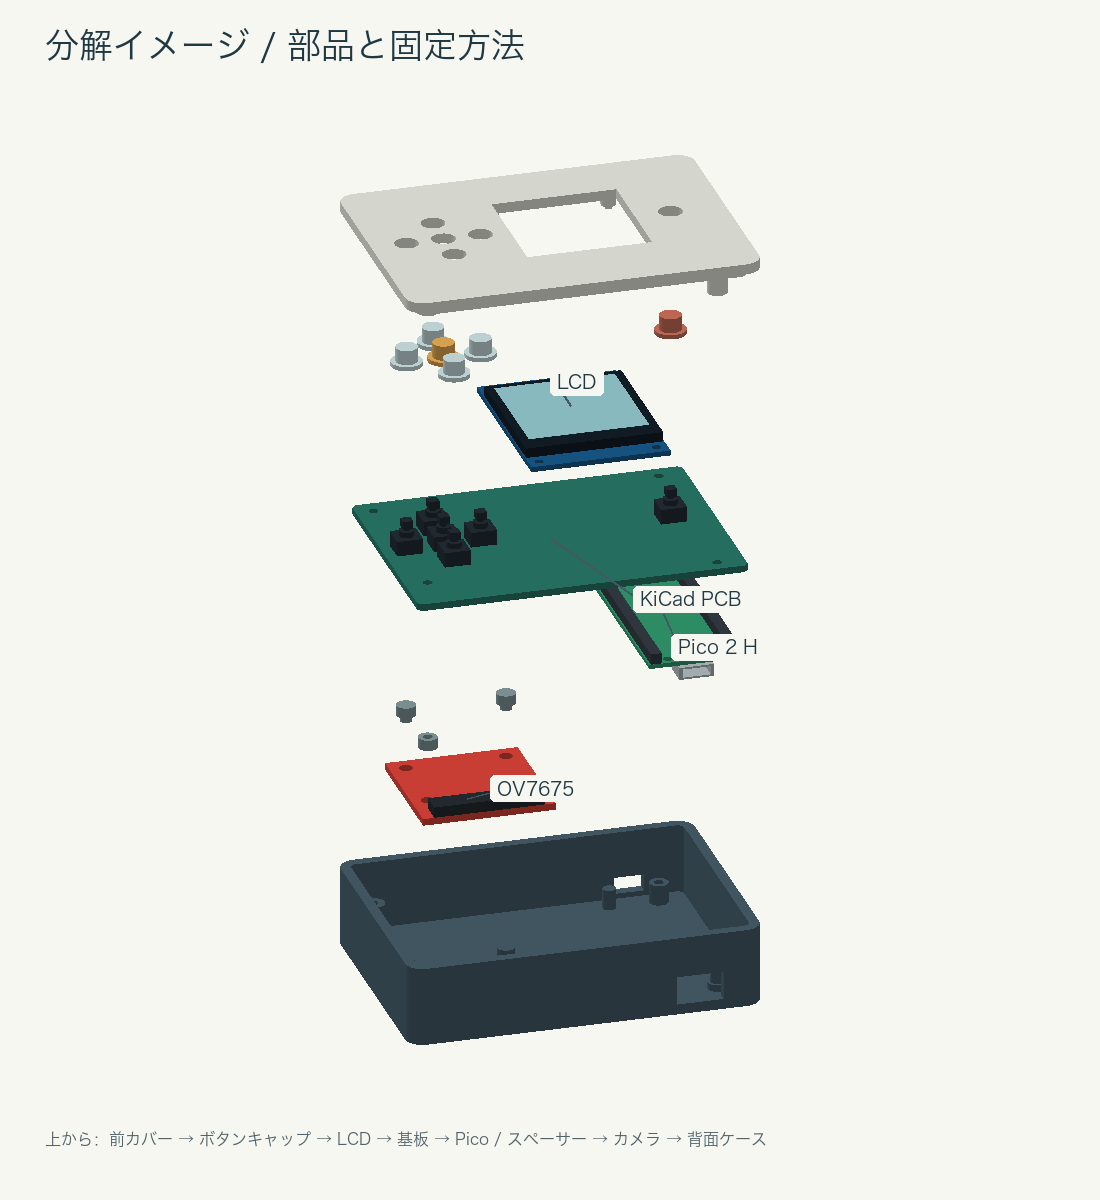 分解イメージ / 部品と固定方法
LCD
KiCad PCB
Pico 2 H
OV7675
上から: 前カバー → ボタンキャップ → LCD → 基板 → Pico / スペーサー → カメラ → 背面ケース